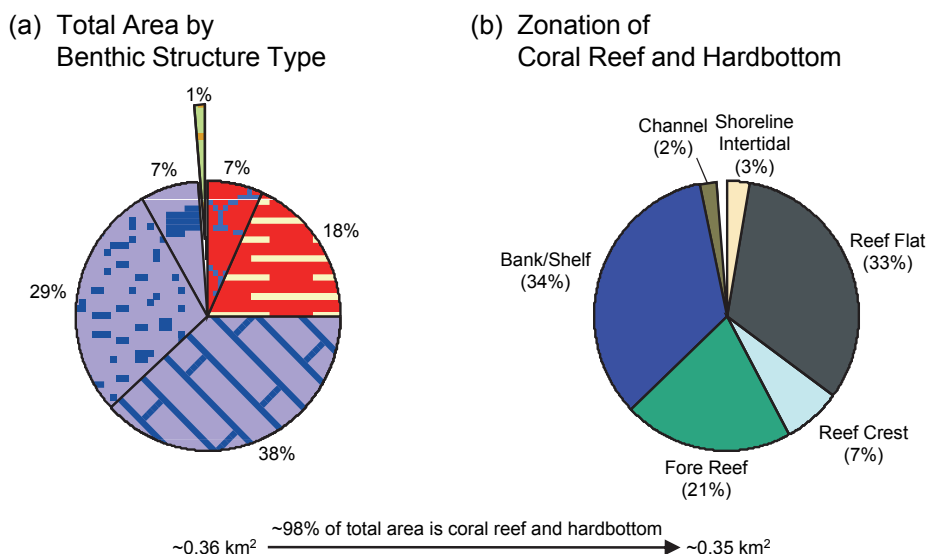 (a) Total Area by
Benthic Structure Type
1%
7%
7%
18%
29%
38%
(b) Zonation of
Coral Reef and Hardbottom
Channel
(2%)
Shoreline
Intertidal
(3%)
Reef Flat
(33%)
Bank/Shelf
(34%)
Reef Crest
(7%)
Fore Reef
(21%)
~98% of total area is coral reef and hardbottom
~0.36 km²
~0.35 km²